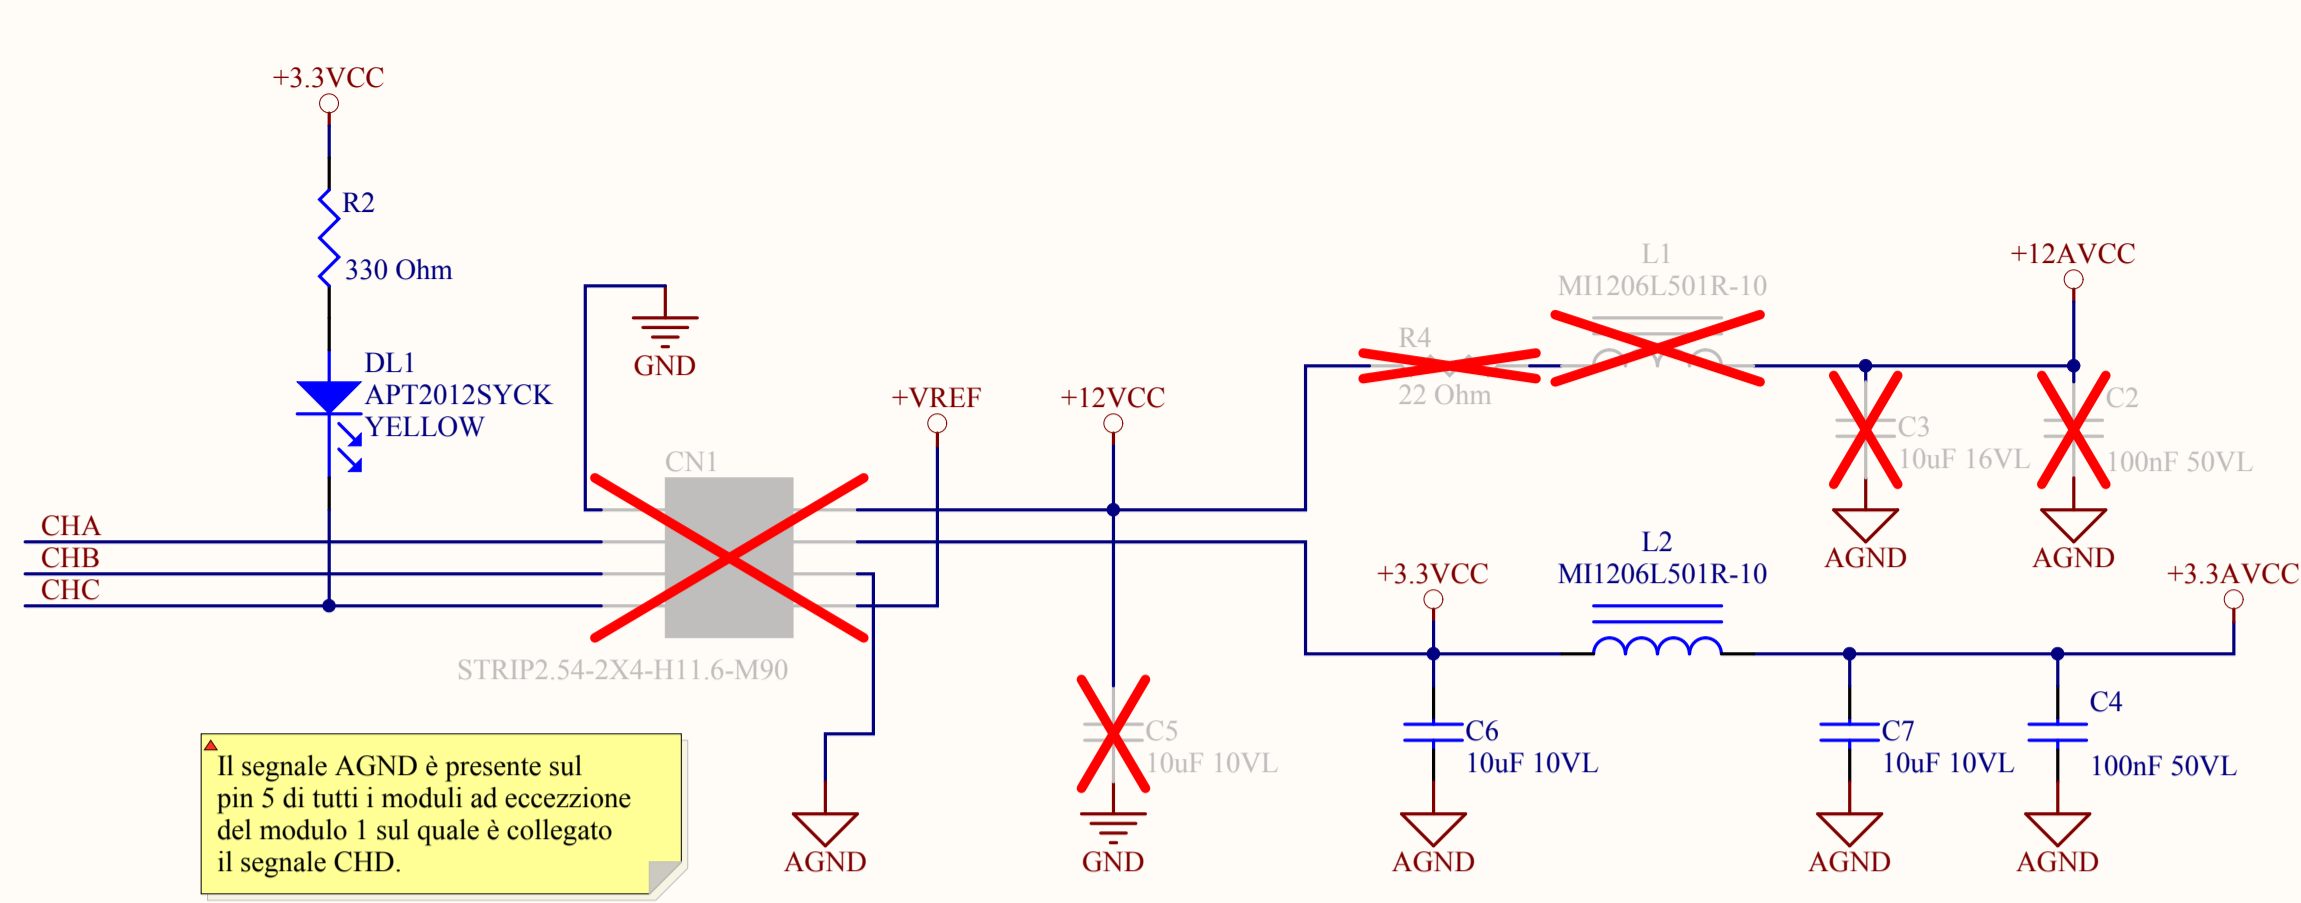 +3.3VCC
R2
330 Ohm
DL1
APT2012SYCK
YELLOW
GND
CHA
CHB
CHC
CN1
STRIP2.54-2X4-H11.6-M90
+VREF
+12VCC
R4
22 Ohm
L1
MI1206L501R-10
+12AVCC
C3
10uF 16VL
C2
100nF 50VL
AGND
AGND
L2
MI1206L501R-10
+3.3VCC
+3.3AVCC
C5
10uF 10VL
C6
10uF 10VL
C7
10uF 10VL
C4
100nF 50VL
Il segnale AGND è presente sul
pin 5 di tutti i moduli ad eccezzione
del modulo 1 sul quale è collegato
il segnale CHD.
AGND
GND
AGND
AGND
AGND